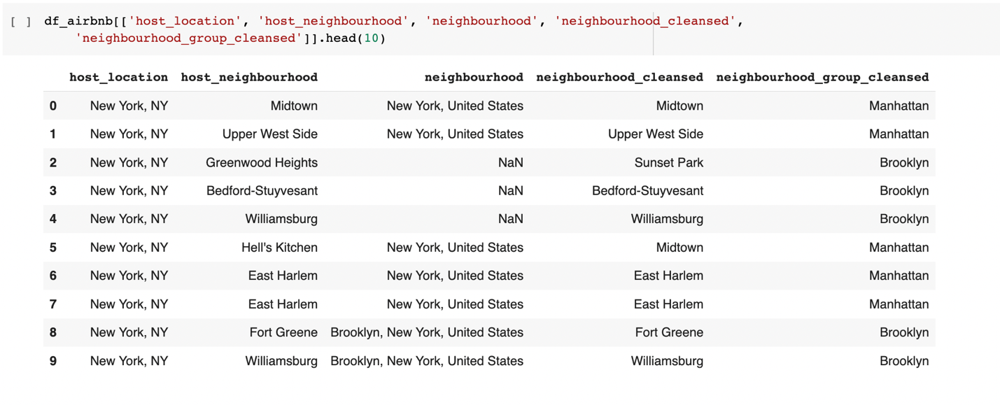 [ ] df_airbnb[['host_location', 'host_neighbourhood', 'neighbourhood', 'neighbourhood_cleansed',
'neighbourhood_group_cleansed']].head(10)
host_location host_neighbourhood neighbourhood neighbourhood_cleansed neighbourhood_group_cleansed
0 New York, NY Midtown New York, United States Midtown Manhattan
1 New York, NY Upper West Side New York, United States Upper West Side Manhattan
2 New York, NY Greenwood Heights NaN Sunset Park Brooklyn
3 New York, NY Bedford-Stuyvesant NaN Bedford-Stuyvesant Brooklyn
4 New York, NY Williamsburg NaN Williamsburg Brooklyn
5 New York, NY Hell's Kitchen New York, United States Midtown Manhattan
6 New York, NY East Harlem New York, United States East Harlem Manhattan
7 New York, NY East Harlem New York, United States East Harlem Manhattan
8 New York, NY Fort Greene Brooklyn, New York, United States Fort Greene Brooklyn
9 New York, NY Williamsburg Brooklyn, New York, United States Williamsburg Brooklyn